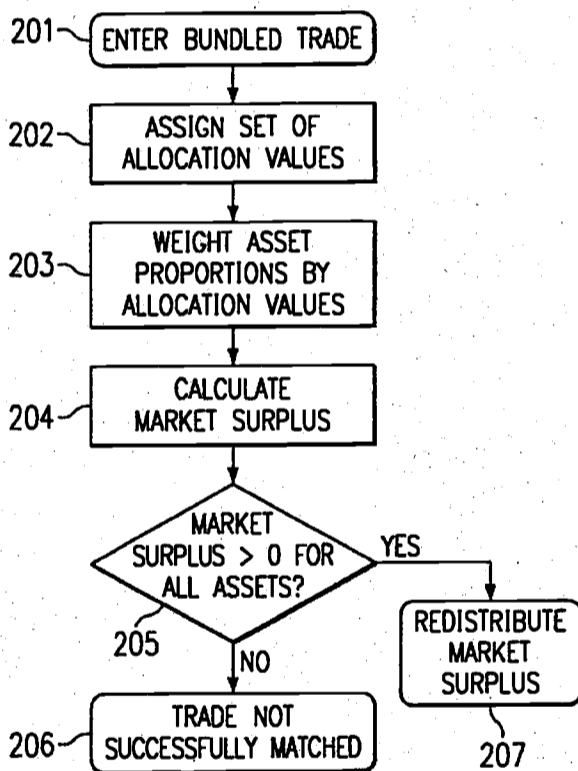 201
ENTER BUNDLED TRADE
202
ASSIGN SET OF
ALLOCATION VALUES
203
WEIGHT ASSET
PROPORTIONS BY
ALLOCATION VALUES
204
CALCULATE
MARKET SURPLUS
MARKET
SURPLUS > 0 FOR
ALL ASSETS?
205
YES
NO
REDISTRIBUTE
MARKET
SURPLUS
207
206
TRADE NOT
SUCCESSFULLY MATCHED